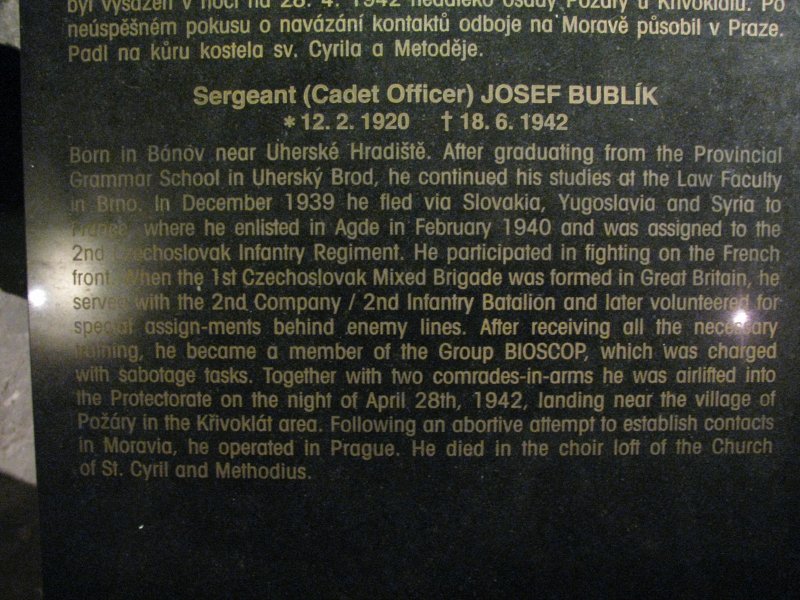 byl vysazen v noci na 28. 4. 1942 nedaleko osady Požáry u Křivoklátu. Po
neúspěšném pokusu o navázání kontaktů odboje na Moravě působil v Praze.
Padl na kůru kostela sv. Cyrila a Metoděje.
Sergeant (Cadet Officer) JOSEF BUBLÍK
* 12. 2. 1920 † 18. 6. 1942
Born in Bánov near Uherské Hradiště. After graduating from the Provincial
Grammar School in Uherský Brod, he continued his studies at the Law Faculty
in Brno. In December 1939 he fled via Slovakia, Yugoslavia and Syria to
France, where he enlisted in Agde in February 1940 and was assigned to the
2nd Czechoslovak Infantry Regiment. He participated in fighting on the French
front. When the 1st Czechoslovak Mixed Brigade was formed in Great Britain, he
served with the 2nd Company / 2nd Infantry Batalion and later volunteered for
special assign-ments behind enemy lines. After receiving all the necessary
training, he became a member of the Group BIOSCOP, which was charged
with sabotage tasks. Together with two comrades-in-arms he was airlifted into
the Protectorate on the night of April 28th, 1942, landing near the village of
Požáry in the Křivoklát area. Following an abortive attempt to establish contacts
in Moravia, he operated in Prague. He died in the choir loft of the Church
of St. Cyril and Methodius.